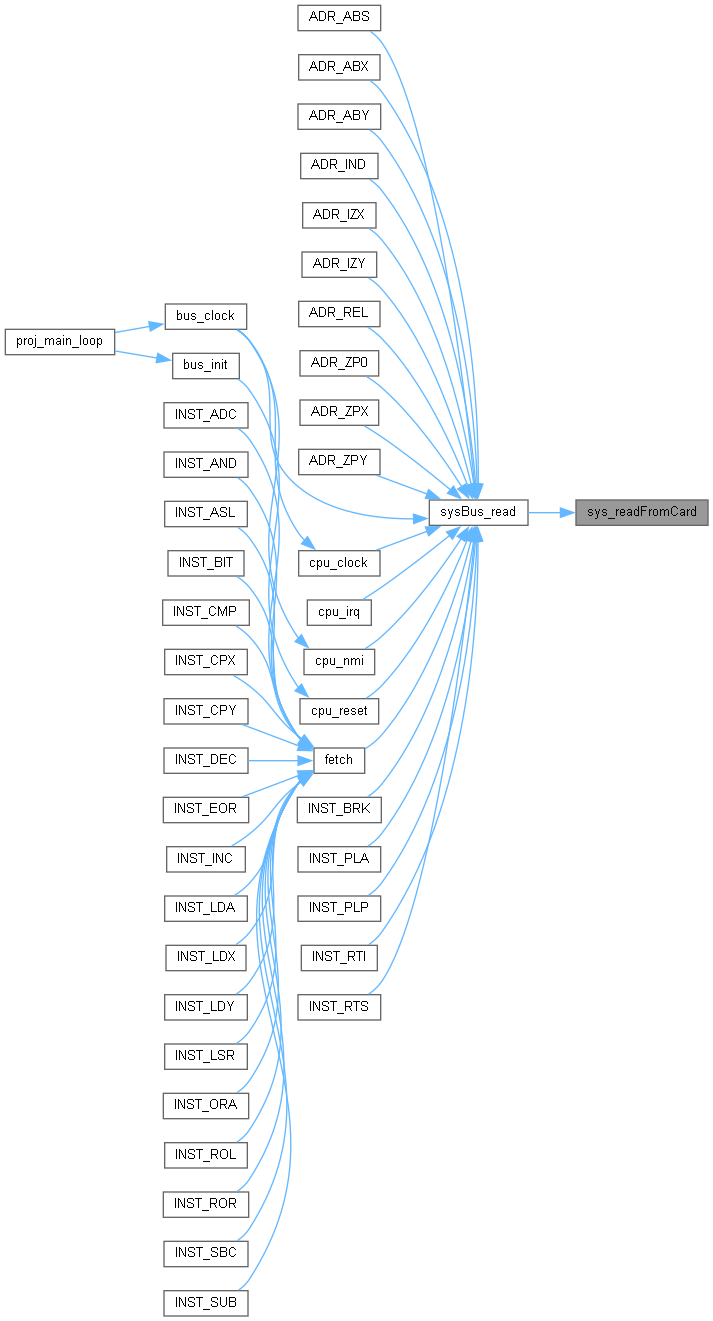 ADR_ABS
ADR_ABX
ADR_ABY
ADR_IND
ADR_IZX
ADR_IZY
ADR_REL
ADR_ZP0
ADR_ZPX
ADR_ZPY
proj_main_loop
bus_clock
bus_init
INST_ADC
INST_AND
INST_ASL
INST_BIT
INST_CMP
INST_CPX
INST_CPY
INST_DEC
INST_EOR
INST_INC
INST_LDA
INST_LDX
INST_LDY
INST_LSR
INST_ORA
INST_ROL
INST_ROR
INST_SBC
INST_SUB
cpu_clock
cpu_irq
cpu_nmi
cpu_reset
fetch
INST_BRK
INST_PLA
INST_PLP
INST_RTI
INST_RTS
sysBus_read
sys_readFromCard